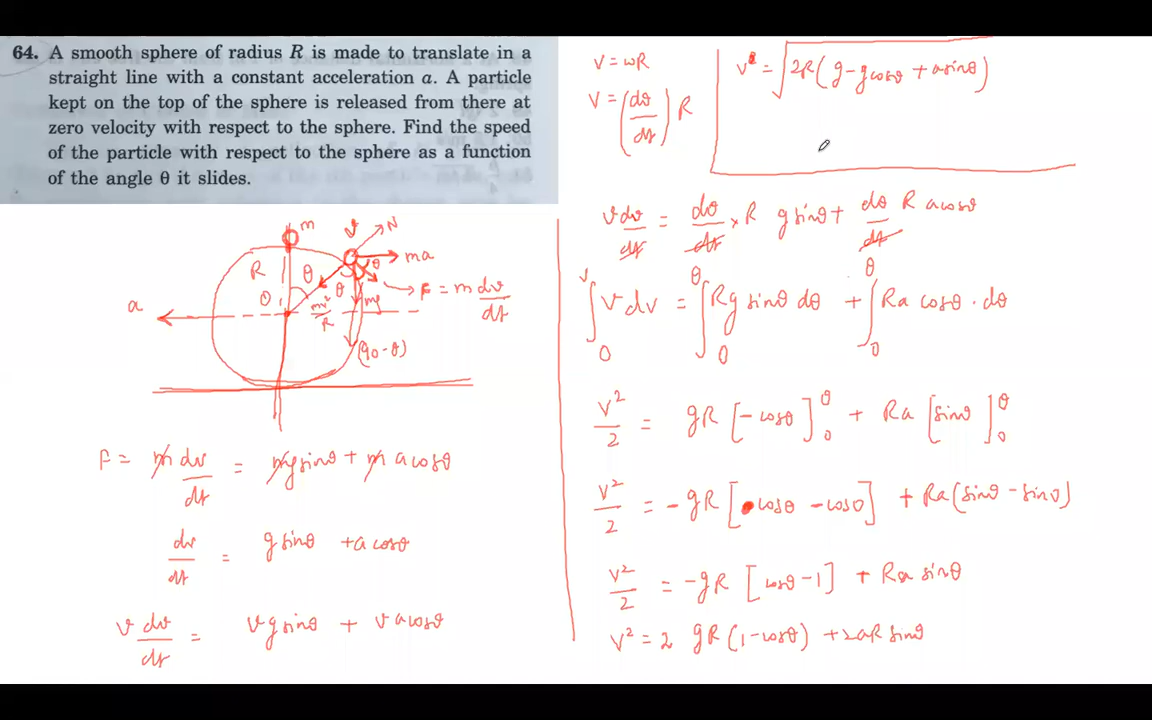 64. A smooth sphere of radius R is made to translate in a
straight line with a constant acceleration a. A particle
kept on the top of the sphere is released from there at
zero velocity with respect to the sphere. Find the speed
of the particle with respect to the sphere as a function
of the angle θ it slides.
m
v
N
ma
R
θ
θ
θ
O
a
mv²/R
mg
F = m dv/dt
(90-θ)
F = m dv/dt = mg sinθ + m a cosθ
dv/dt = g sinθ + a cosθ
v dv/dt = v g sinθ + v a cosθ
V = ωR
V = (dθ/dt) R
v = √2R(g - g cosθ + a sinθ)
v dv/dt = dθ/dt × R g sinθ + dθ/dt R a cosθ
∫₀^v v dv = ∫₀^θ Rg sinθ dθ + ∫₀^θ Ra cosθ · dθ
v²/2 = gR [-cosθ]₀^θ + Ra [sinθ]₀^θ
v²/2 = -gR [cosθ - cos0] + Ra(sinθ - sin0)
v²/2 = -gR [cosθ - 1] + Ra sinθ
v² = 2 gR(1 - cosθ) + 2aR sinθ